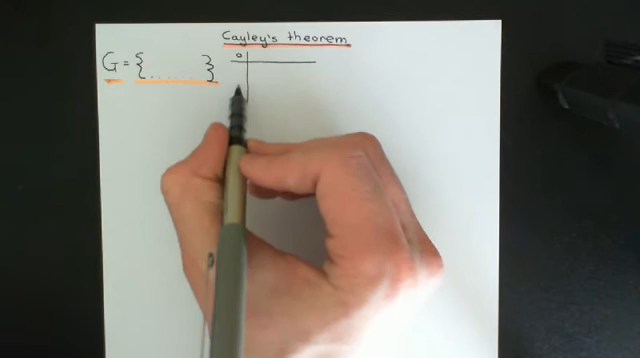 Cayley's theorem
G = {......}
o